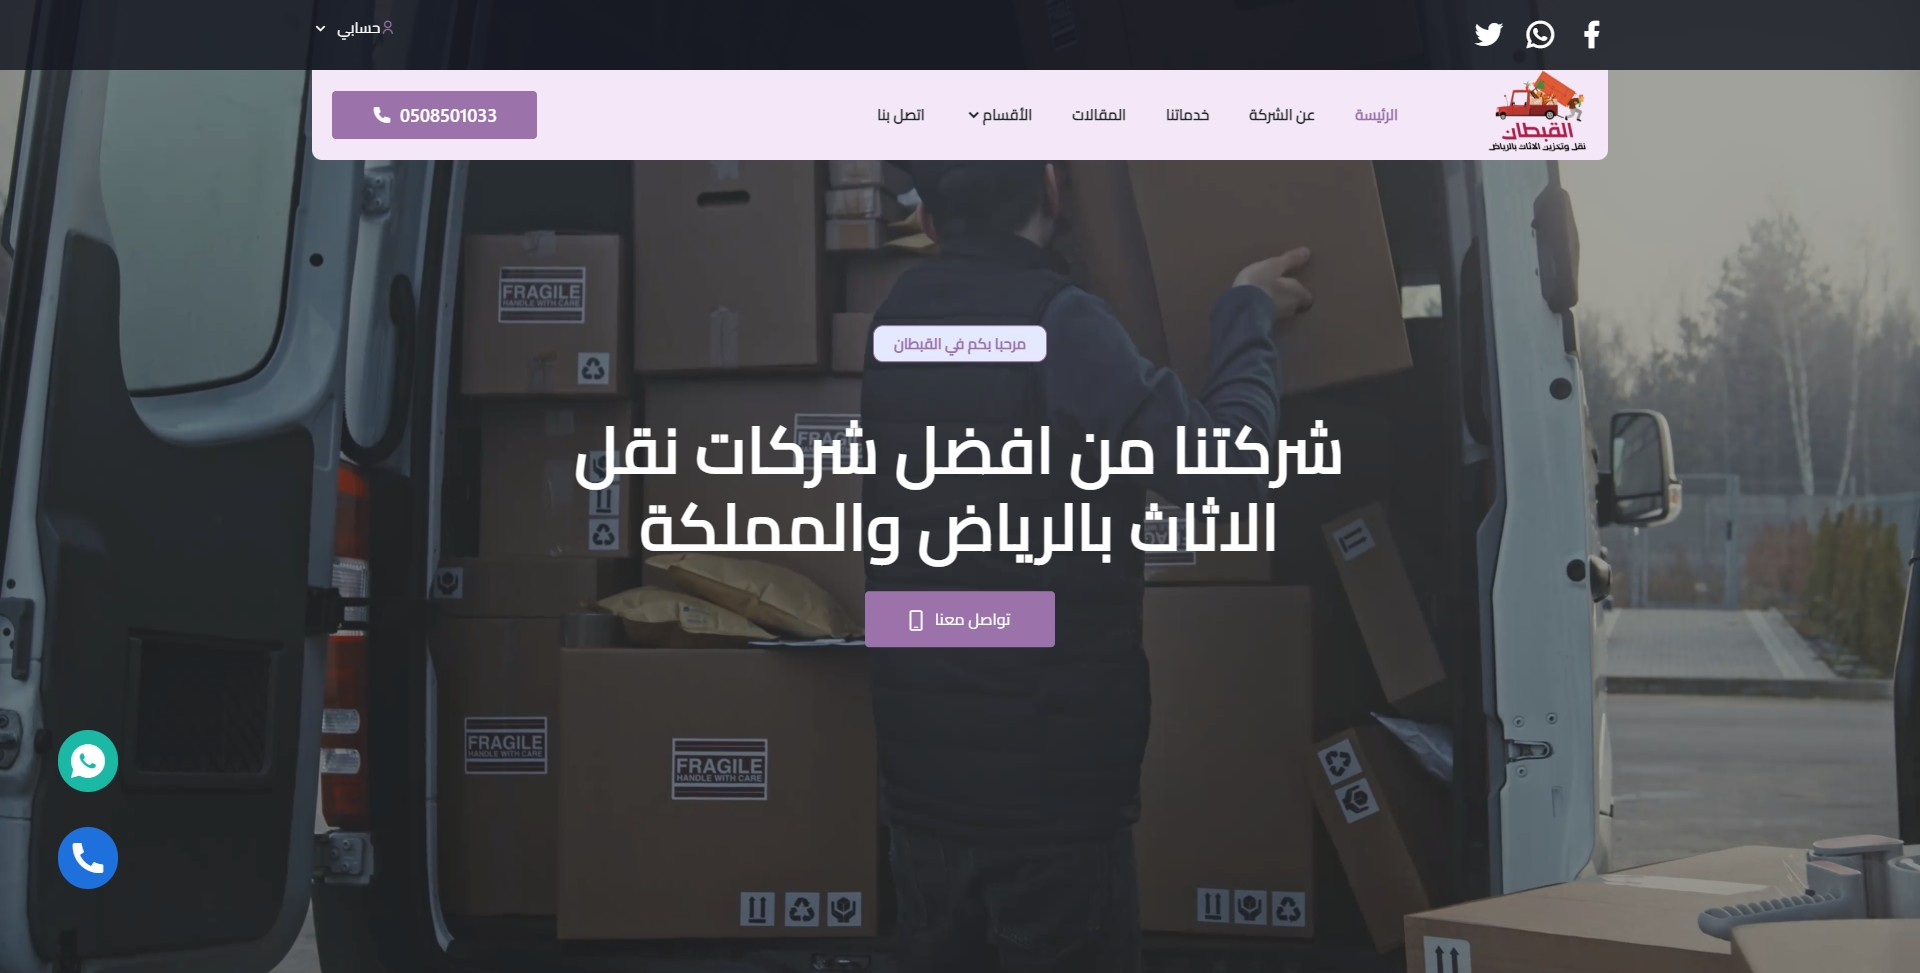 حسابي
القبطان
نقل وتخزين الاثاث بالرياض
الرئيسة
عن الشركة
خدماتنا
المقالات
الأقسام
اتصل بنا
0508501033
مرحبا بكم في القبطان
شركتنا من افضل شركات نقل
الاثاث بالرياض والمملكة
تواصل معنا
FRAGILE
HANDLE WITH CARE
FRAGILE
FRAGILE
HANDLE WITH CARE
FRAGILE
HANDLE WITH CARE